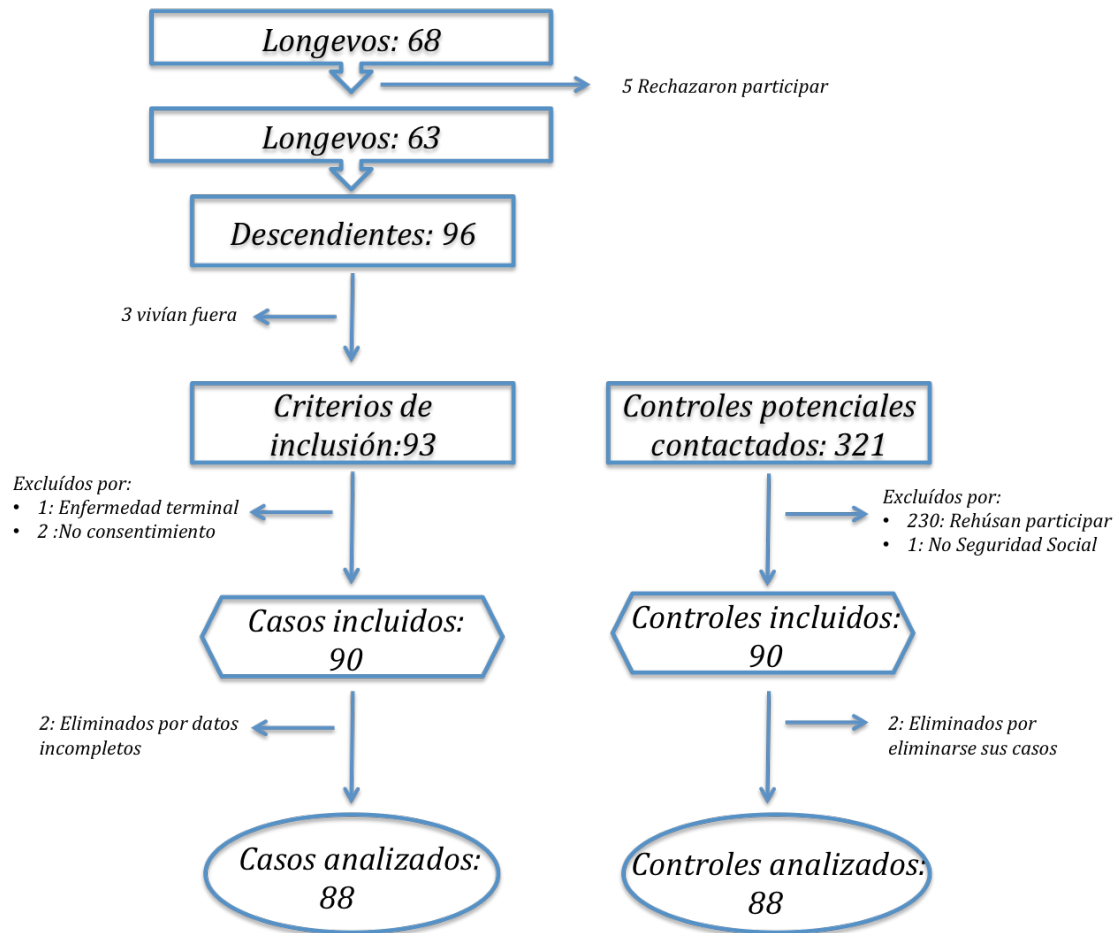 Longevos: 68
5 Rechazaron participar
Longevos: 63
Descendientes: 96
3 vivían fuera
Criterios de
inclusión:93
Controles potenciales
contactados: 321
Excluídos por:
• 1: Enfermedad terminal
• 2 :No consentimiento
Excluídos por:
• 230: Rehúsan participar
• 1: No Seguridad Social
Casos incluidos:
90
Controles incluidos:
90
2: Eliminados por datos
incompletos
2: Eliminados por
eliminarse sus casos
Casos analizados:
88
Controles analizados:
88